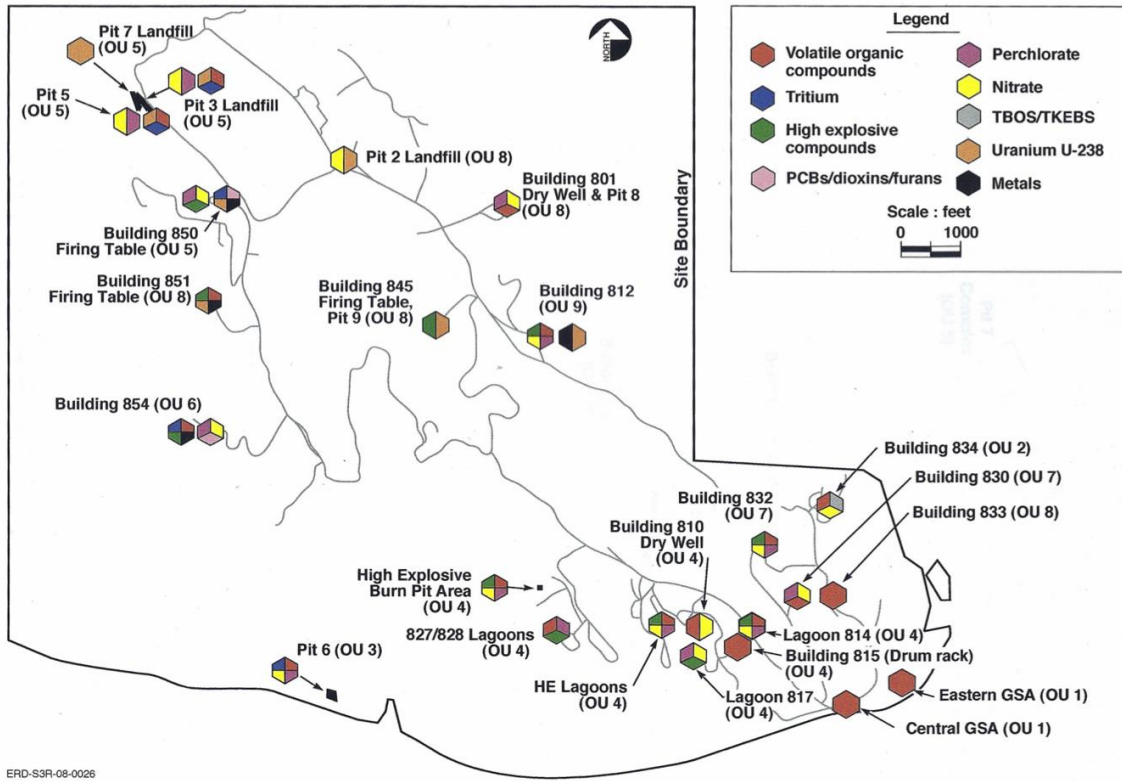 Pit 7 Landfill
(OU 5)
Pit 5
(OU 5)
Pit 3 Landfill
(OU 5)
NORTH
Pit 2 Landfill (OU 8)
Building 801
Dry Well & Pit 8
(OU 8)
Building 850
Firing Table (OU 5)
Building 851
Firing Table (OU 8)
Building 845
Firing Table,
Pit 9 (OU 8)
Building 812
(OU 9)
Site Boundary
Legend
Volatile organic
compounds
Tritium
High explosive
compounds
PCBs/dioxins/furans
Perchlorate
Nitrate
TBOS/TKEBS
Uranium U-238
Metals
Scale : feet
0 1000
Building 854 (OU 6)
Building 834 (OU 2)
Building 830 (OU 7)
Building 833 (OU 8)
Building 832
(OU 7)
Building 810
Dry Well
(OU 4)
High Explosive
Burn Pit Area
(OU 4)
827/828 Lagoons
(OU 4)
Pit 6 (OU 3)
HE Lagoons
(OU 4)
Lagoon 817
(OU 4)
Lagoon 814 (OU 4)
Building 815 (Drum rack)
(OU 4)
Eastern GSA (OU 1)
Central GSA (OU 1)
ERD-S3R-08-0026